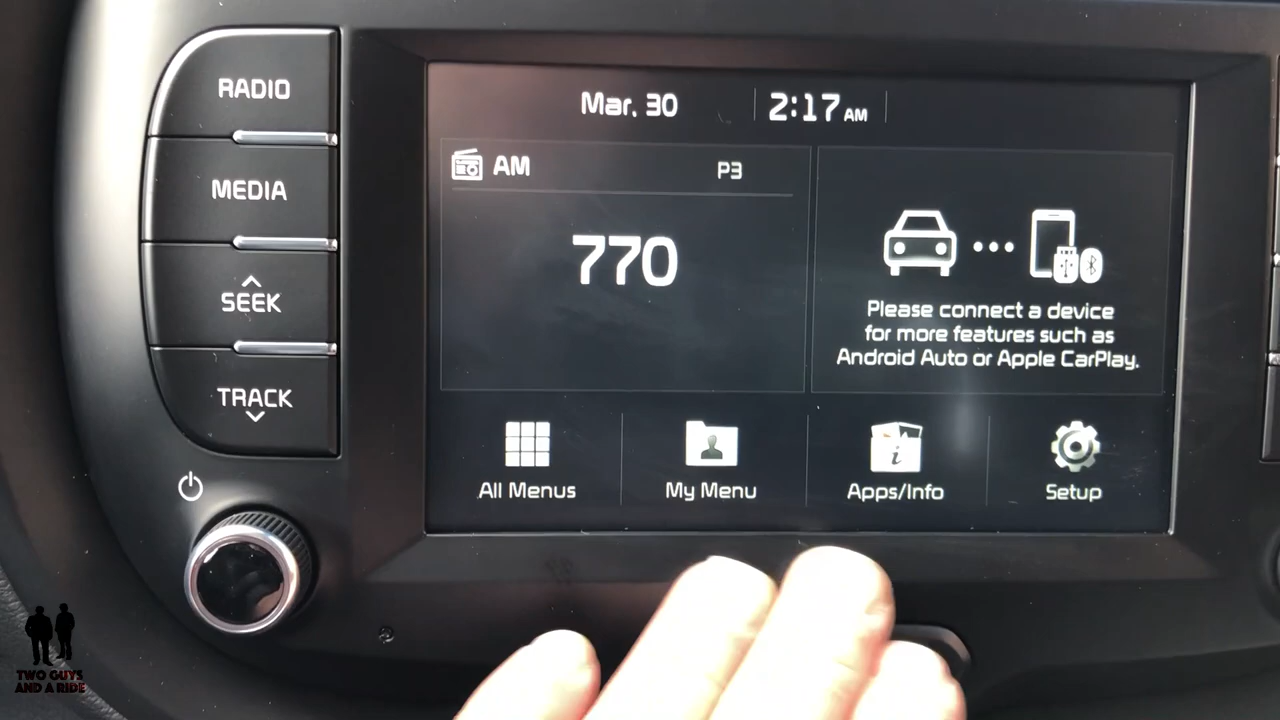 RADIO
MEDIA
SEEK
TRACK
Mar. 30
2:17 AM
AM
P3
770
Please connect a device
for more features such as
Android Auto or Apple CarPlay.
All Menus
My Menu
Apps/Info
Setup
TWO GUYS
AND A RIDE